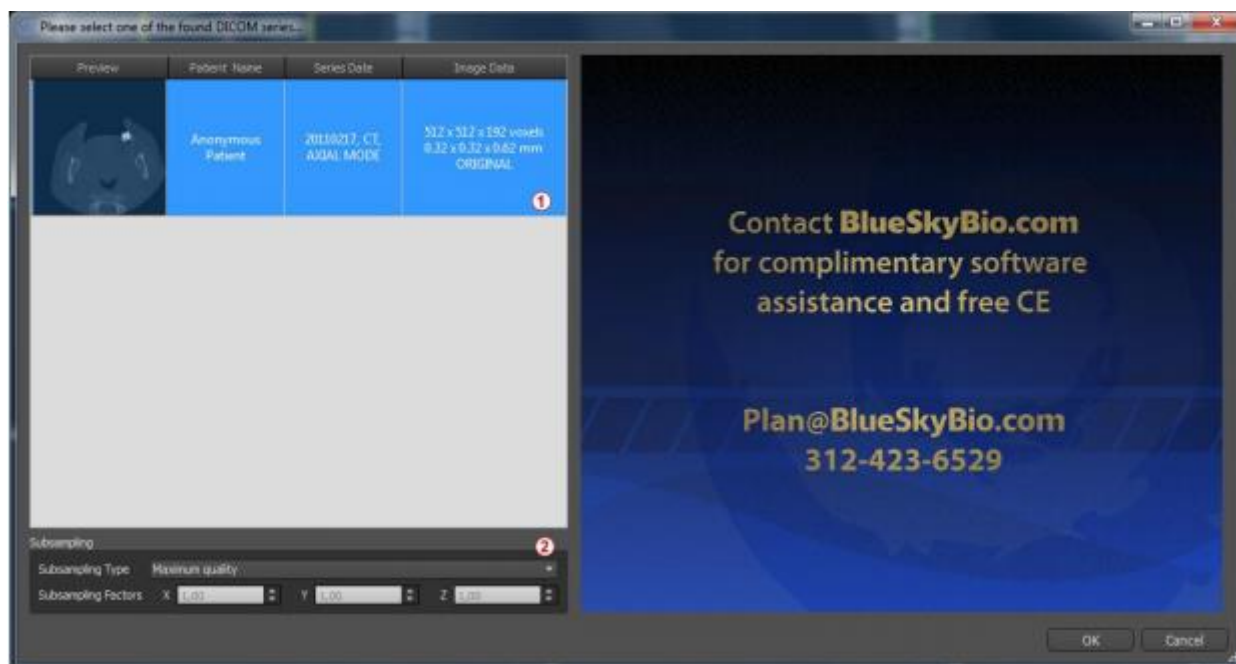 Please select one of the found DICOM series...
Preview Patient Name Series Date Image Data
Anonymous
Patient
20110217, CT,
AXIAL MODE
512 x 512 x 192 voxels
0.32 x 0.32 x 0.62 mm
ORIGINAL
1
Contact BlueSkyBio.com
for complimentary software
assistance and free CE
Plan@BlueSkyBio.com
312-423-6529
Subsampling
2
Subsampling Type Maximum quality
Subsampling Factors X 1,00 Y 1,00 Z 1,00
OK Cancel